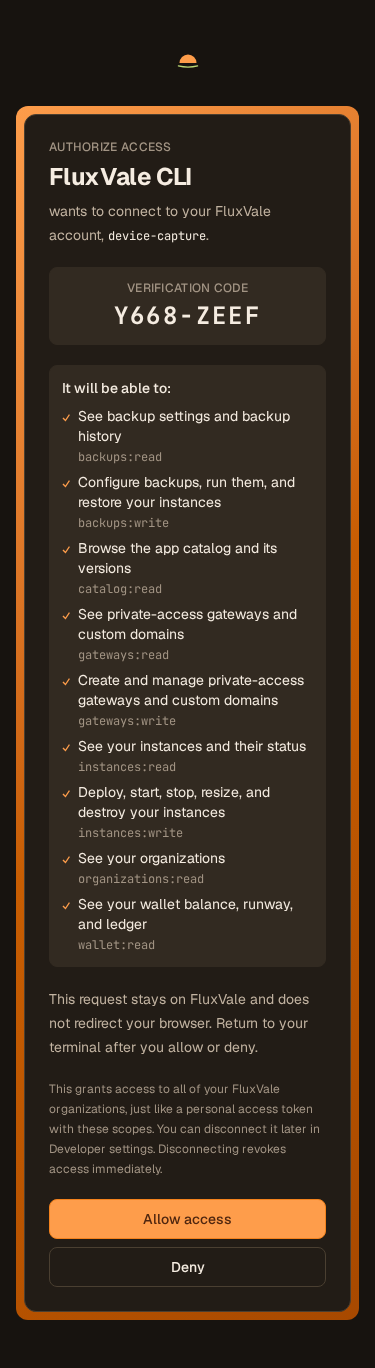 AUTHORIZE ACCESS
FluxVale CLI
wants to connect to your FluxVale
account, device-capture.
VERIFICATION CODE
Y668-ZEEF
It will be able to:
See backup settings and backup
history
backups:read
Configure backups, run them, and
restore your instances
backups:write
Browse the app catalog and its
versions
catalog:read
See private-access gateways and
custom domains
gateways:read
Create and manage private-access
gateways and custom domains
gateways:write
See your instances and their status
instances:read
Deploy, start, stop, resize, and
destroy your instances
instances:write
See your organizations
organizations:read
See your wallet balance, runway,
and ledger
wallet:read
This request stays on FluxVale and does
not redirect your browser. Return to your
terminal after you allow or deny.
This grants access to all of your FluxVale
organizations, just like a personal access token
with these scopes. You can disconnect it later in
Developer settings. Disconnecting revokes
access immediately.
Allow access
Deny